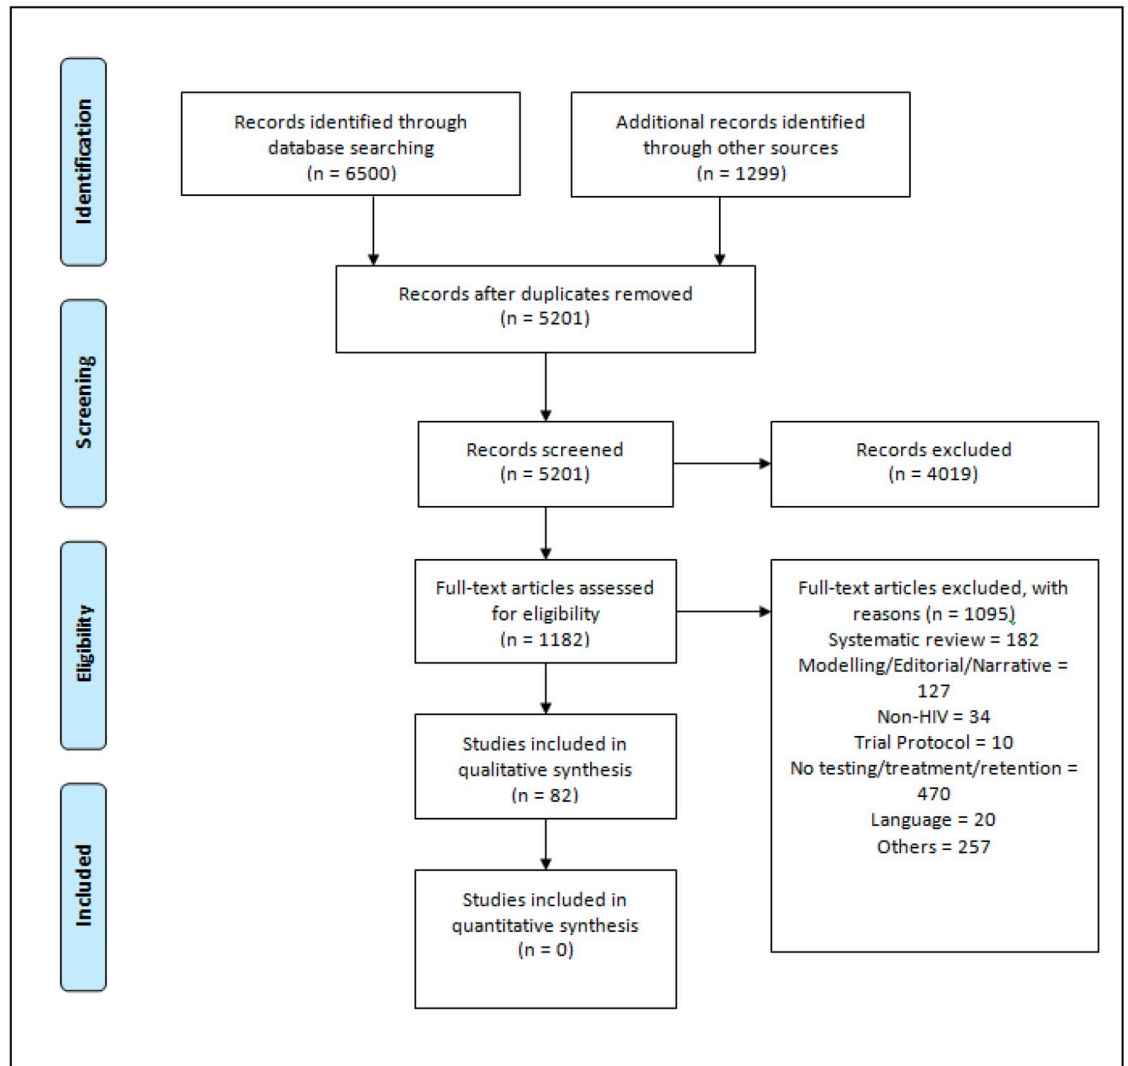 Identification
Records identified through
database searching
(n = 6500)
Additional records identified
through other sources
(n = 1299)
Records after duplicates removed
(n = 5201)
Screening
Records screened
(n = 5201)
Records excluded
(n = 4019)
Eligibility
Full-text articles assessed
for eligibility
(n = 1182)
Full-text articles excluded, with
reasons (n = 1095)
Systematic review = 182
Modelling/Editorial/Narrative =
127
Non-HIV = 34
Trial Protocol = 10
No testing/treatment/retention =
470
Language = 20
Others = 257
Studies included in
qualitative synthesis
(n = 82)
Included
Studies included in
quantitative synthesis
(n = 0)